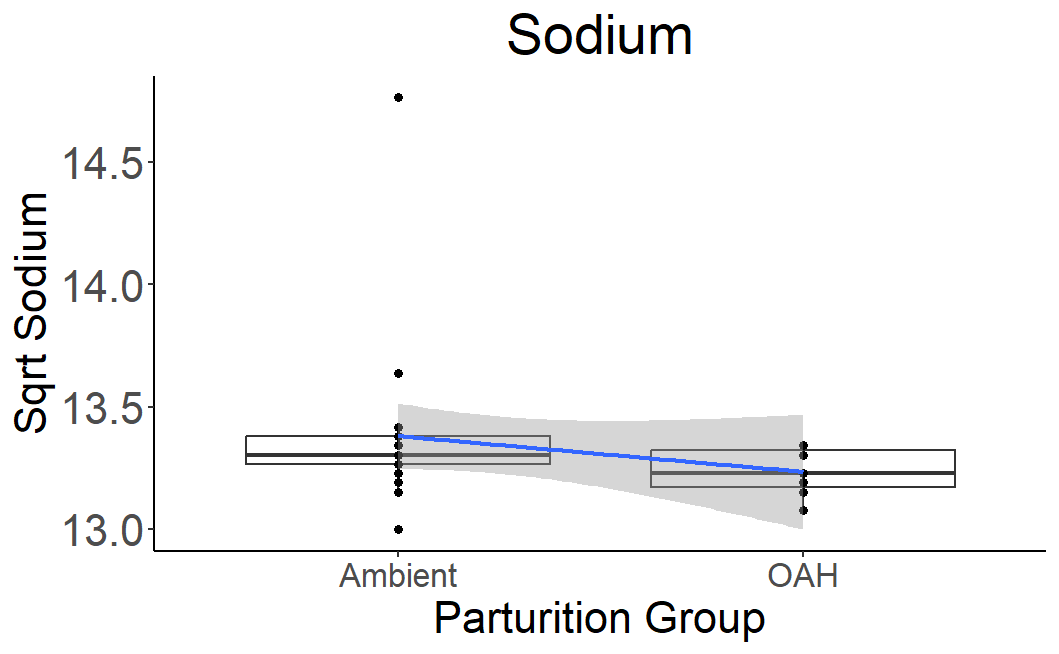 Sodium
Sqrt Sodium
14.5
14.0
13.5
13.0
Ambient OAH
Parturition Group